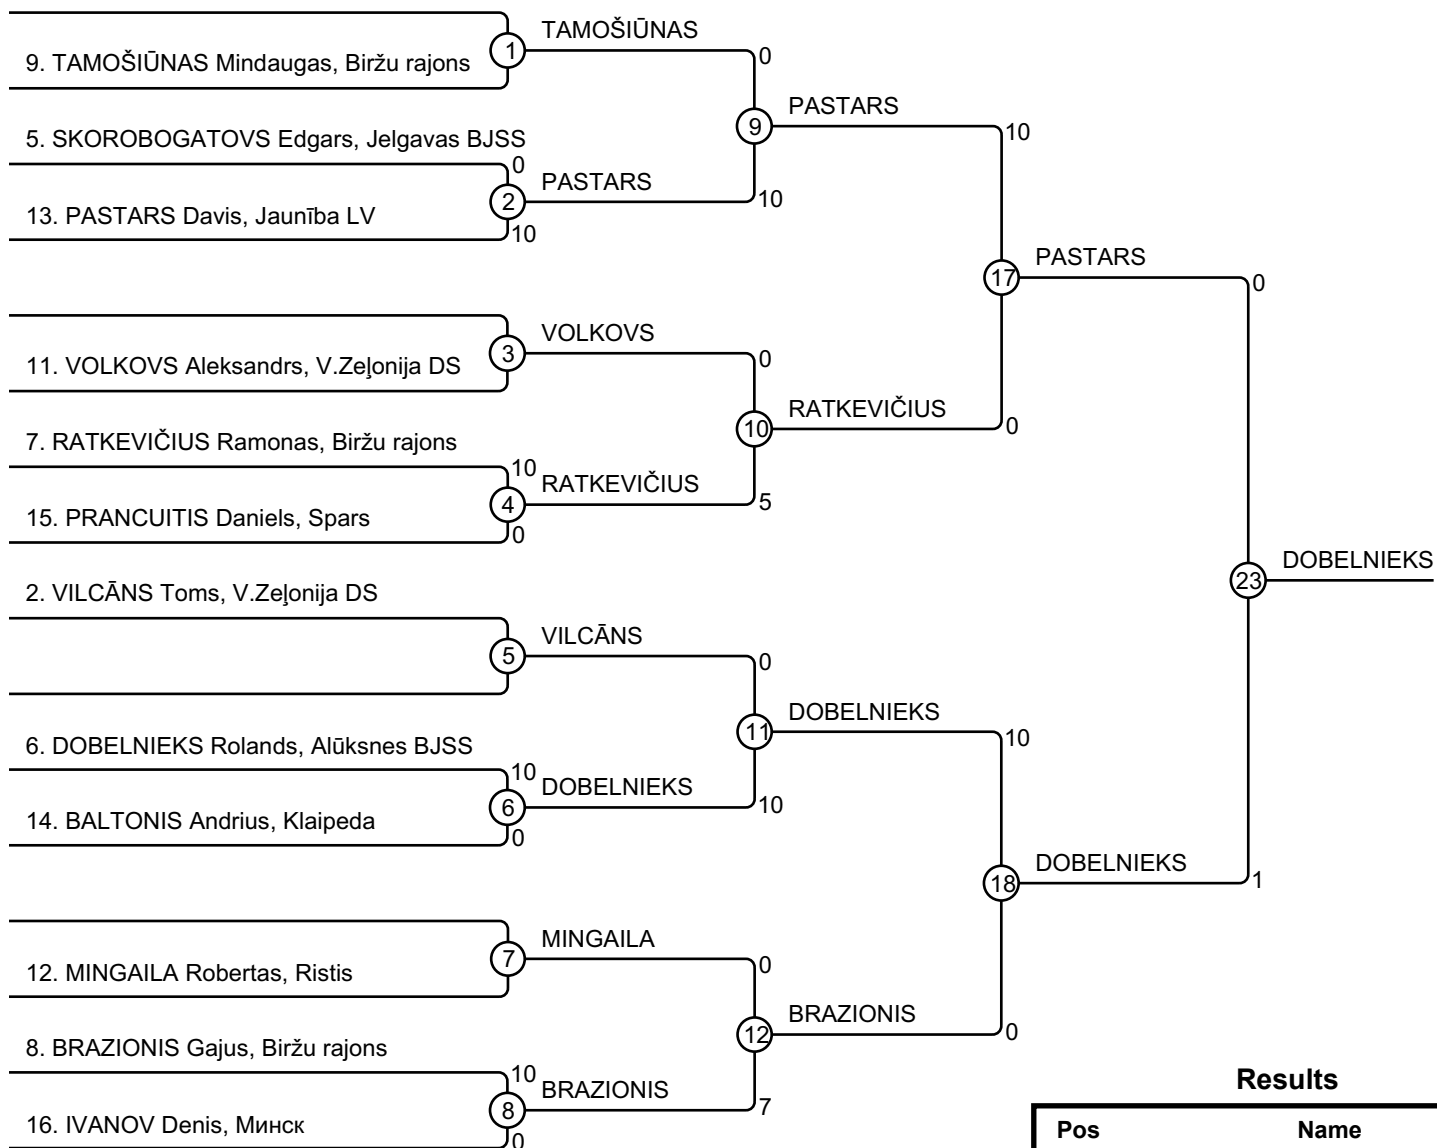 TAMOŠIŪNAS
0
9. TAMOŠIŪNAS Mindaugas, Biržu rajons
1
PASTARS
9
10
5. SKOROBOGATOVS Edgars, Jelgavas BJSS
0
PASTARS
2
10
13. PASTARS Davis, Jaunība LV
10
PASTARS
17
0
VOLKOVS
3
0
11. VOLKOVS Aleksandrs, V.Zeļonija DS
RATKEVIČIUS
10
0
7. RATKEVIČIUS Ramonas, Biržu rajons
10
RATKEVIČIUS
4
5
15. PRANCUITIS Daniels, Spars
0
DOBELNIEKS
23
2. VILCĀNS Toms, V.Zeļonija DS
VILCĀNS
5
0
DOBELNIEKS
11
10
6. DOBELNIEKS Rolands, Alūksnes BJSS
10
DOBELNIEKS
6
10
14. BALTONIS Andrius, Klaipeda
0
DOBELNIEKS
18
1
MINGAILA
7
0
12. MINGAILA Robertas, Ristis
BRAZIONIS
12
0
8. BRAZIONIS Gajus, Biržu rajons
10
BRAZIONIS
8
7
16. IVANOV Denis, Минск
0
Results
Pos Name